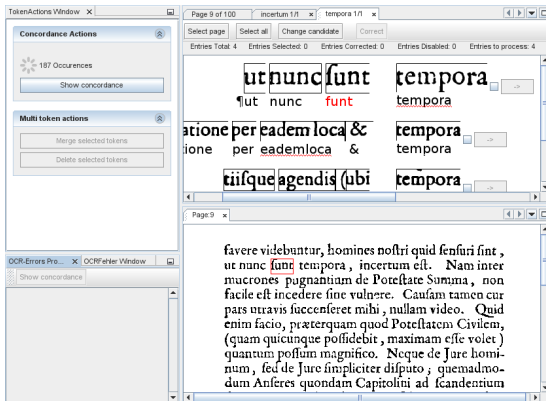 TokenActions Window
Concordance Actions
187 Occurences
Show concordance
Multi token actions
Merge selected tokens
Delete selected tokens
OCR-Errors Pro... OCRFehler Window
Show concordance
Page 9 of 100 incertum 1/1 tempora 1/1
Select page Select all Change candidate Correct
Entries Total: 4 Entries Selected: 0 Entries Corrected: 0 Entries Disabled: 0 Entries to process: 4
ut nunc ſunt tempora
¶ut nunc funt tempora
->
atione per eadem loca & tempora
tione per eademloca & tempora
->
tiiſque agendis (ubi tempora
->
Page:9
favere videbuntur, homines noſtri quid ſenſuri ſint ,
ut nunc ſunt tempora , incertum eſt. Nam inter
mucrones pugnantium de Poteſtate Summa , non
facile eſt incedere ſine vulnere. Cauſam tamen cur
pars utravis ſuccenſeret mihi , nullam video. Quid
enim facio, præterquam quod Poteſtatem Civilem,
(quam quicunque poſſidebit , maximam eſſe volet )
quantum poſſum magnifico. Neque de Jure homi-
num , ſed de Jure ſimpliciter diſputo ; quemadmo-
dum Anſeres quondam Capitolini ad ſcandentium